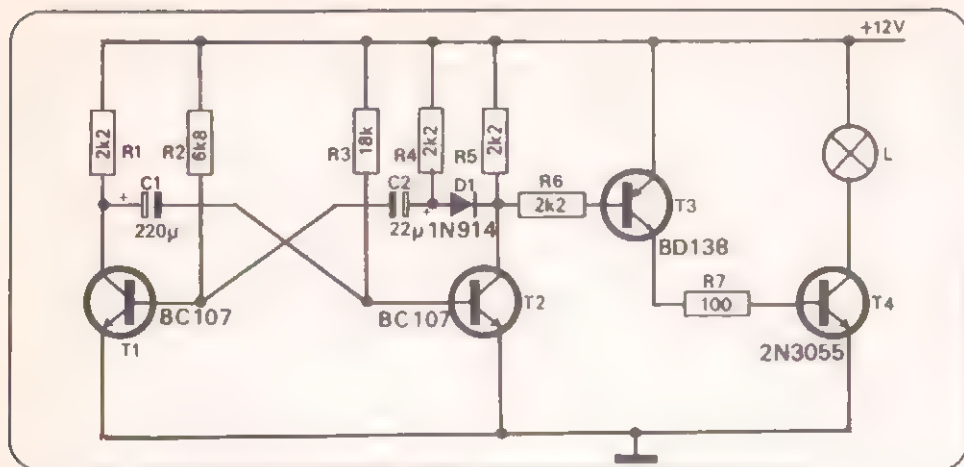 +12V
2k2
R1
R2
6k8
R3
18k
R4
2k2
R5
2k2
L
C1
+
220µ
C2
+
22µ
D1
1N914
R6
2k2
T3
BD138
R7
100
T1
BC107
BC107
T2
T4
2N3055